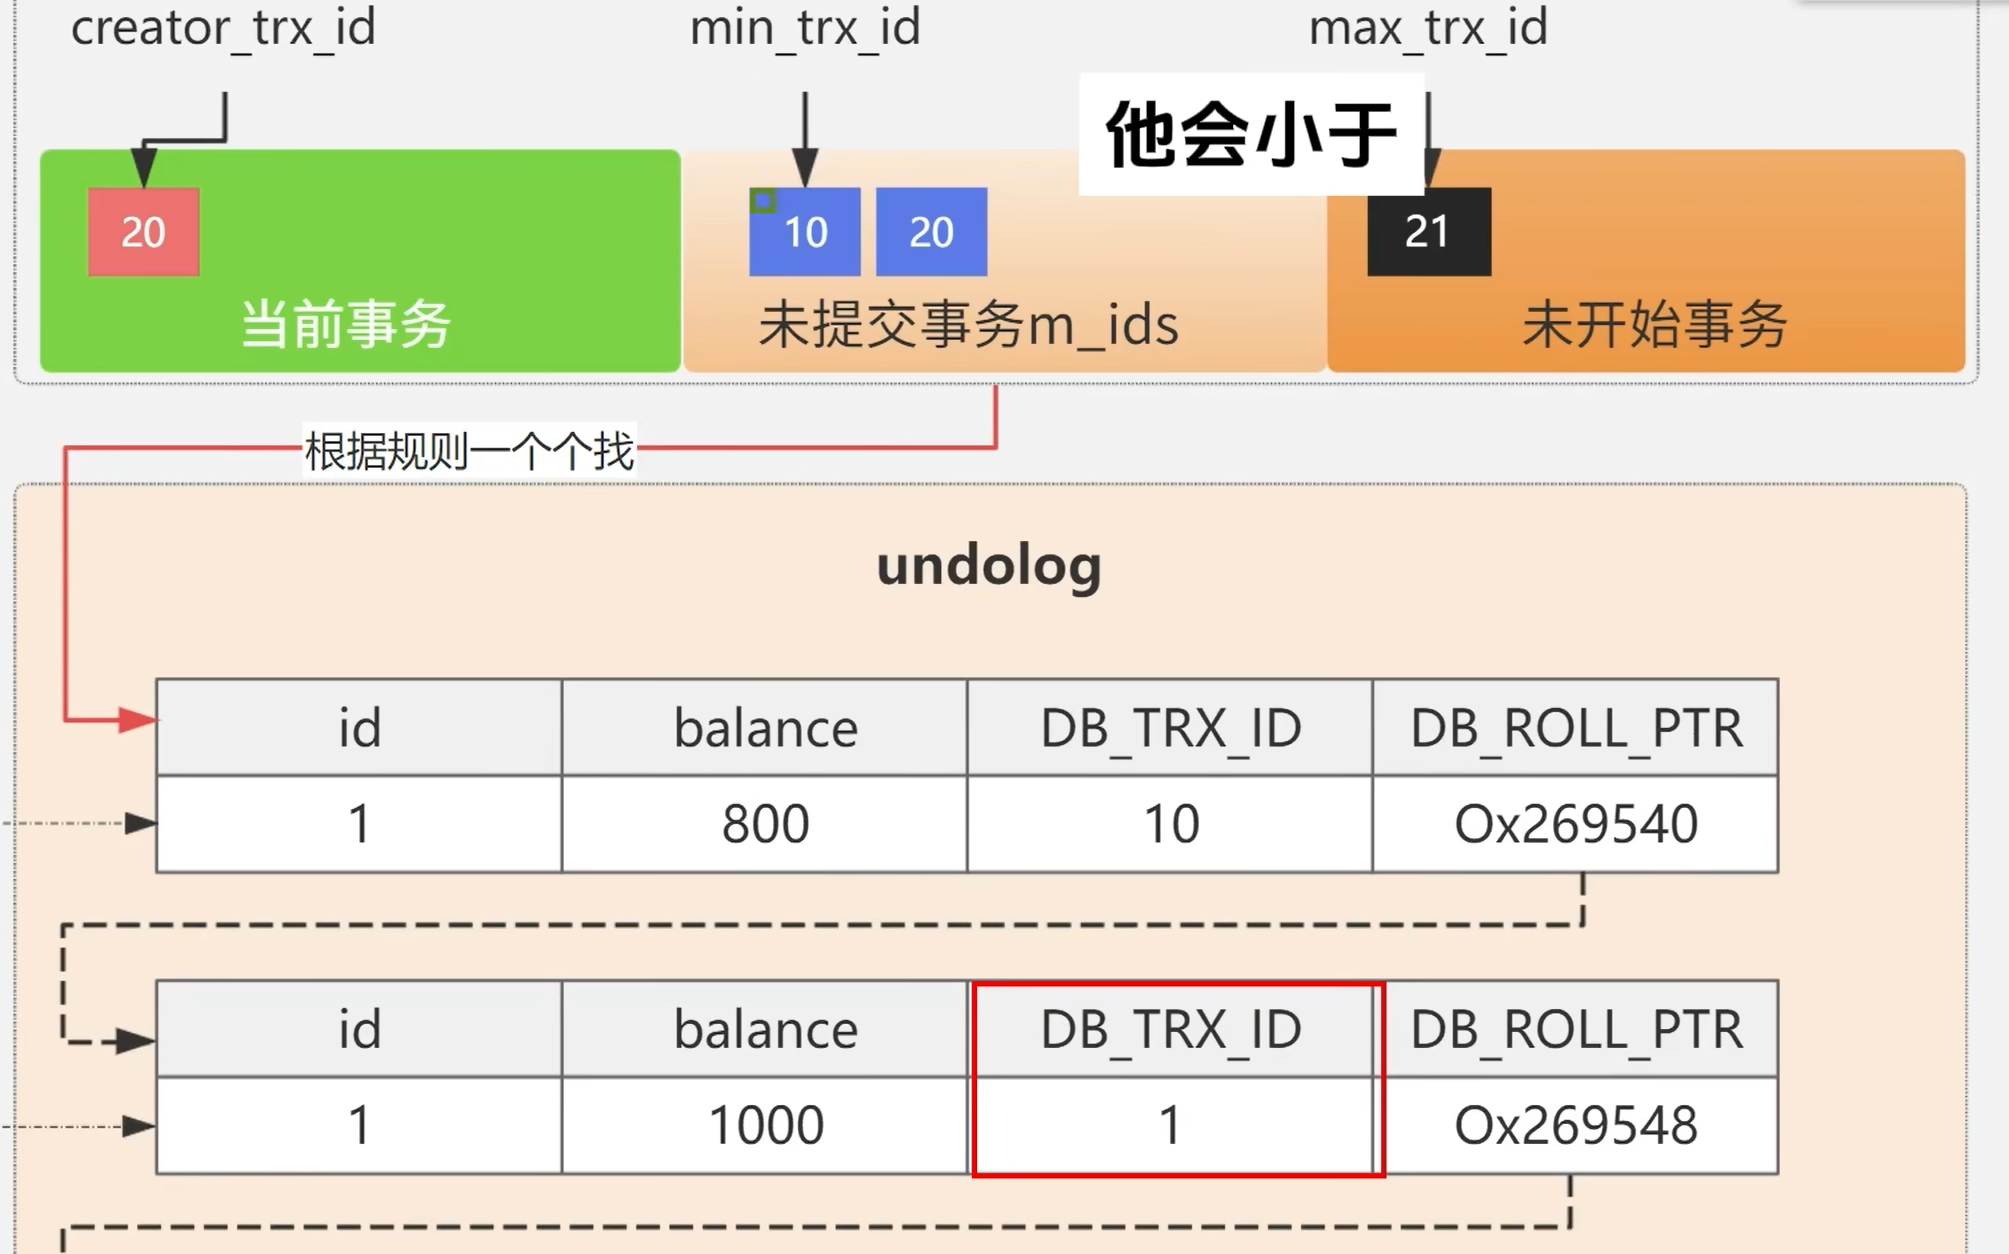 creator_trx_id
min_trx_id
max_trx_id
他会小于
20
10
20
21
当前事务
未提交事务m_ids
未开始事务
根据规则一个个找
undolog
id balance DB_TRX_ID DB_ROLL_PTR
1 800 10 Ox269540
id balance DB_TRX_ID DB_ROLL_PTR
1 1000 1 Ox269548